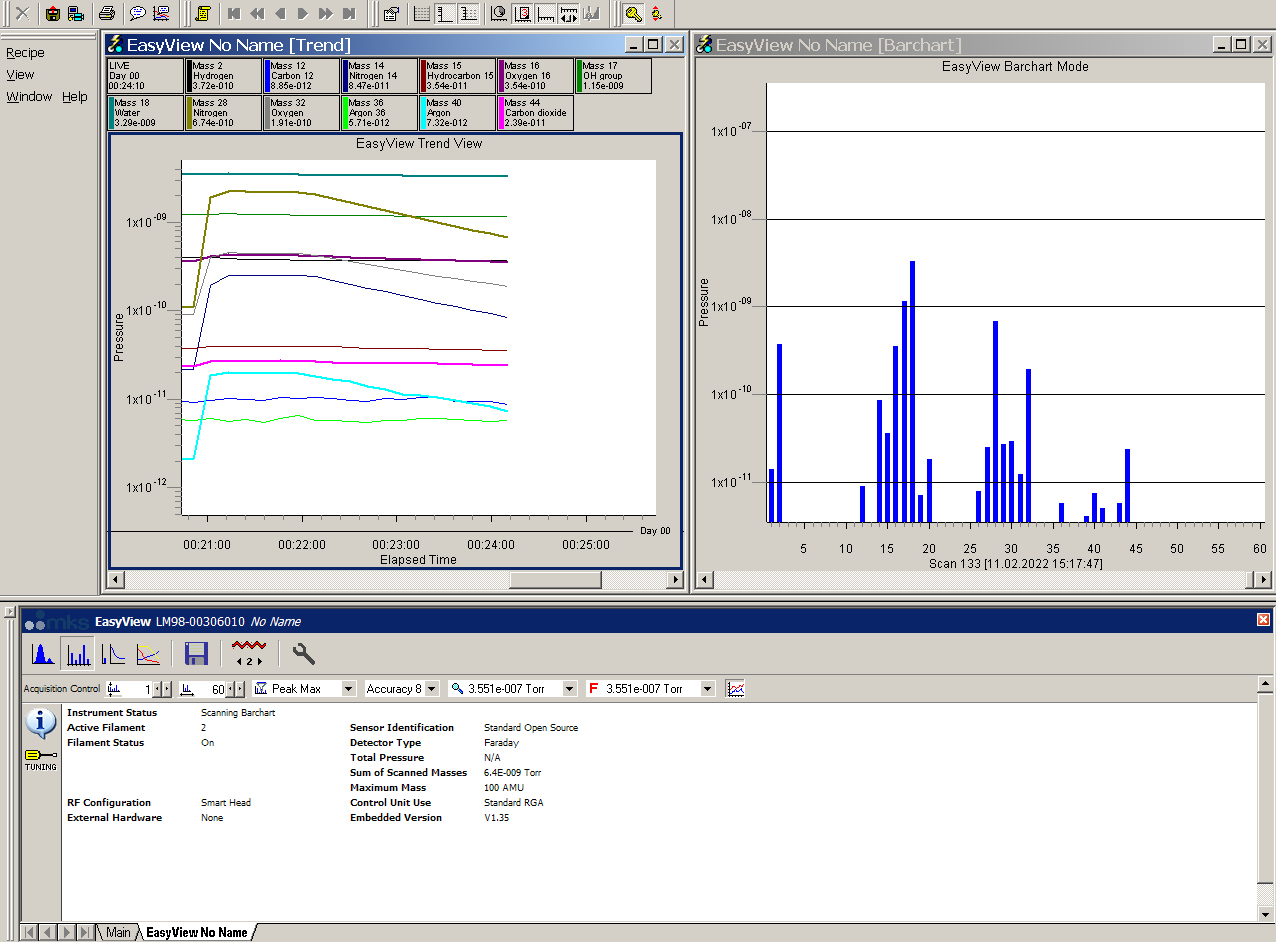 Recipe
View
Window Help
EasyView No Name [Trend]
LIVE
Day 00
00:24:10
Mass 2
Hydrogen
3.72e-010
Mass 12
Carbon 12
8.85e-012
Mass 14
Nitrogen 14
8.47e-011
Mass 15
Hydrocarbon 15
3.54e-011
Mass 16
Oxygen 16
3.54e-010
Mass 17
OH group
1.15e-009
Mass 18
Water
3.29e-009
Mass 28
Nitrogen
6.74e-010
Mass 32
Oxygen
1.91e-010
Mass 36
Argon 36
5.71e-012
Mass 40
Argon
7.32e-012
Mass 44
Carbon dioxide
2.39e-011
EasyView Trend View
1x10-09
1x10-10
1x10-11
1x10-12
Pressure
Day 00
00:21:00 00:22:00 00:23:00 00:24:00 00:25:00
Elapsed Time
EasyView No Name [Barchart]
EasyView Barchart Mode
1x10-07
1x10-08
1x10-09
1x10-10
1x10-11
Pressure
5 10 15 20 25 30 35 40 45 50 55 60
Scan 133 [11.02.2022 15:17:47]
mks EasyView LM98-00306010 No Name
2
Acquisition Control 1 60 Peak Max Accuracy 8 3.551e-007 Torr F 3.551e-007 Torr
TUNING
Instrument Status Scanning Barchart
Active Filament 2 Sensor Identification Standard Open Source
Filament Status On Detector Type Faraday
Total Pressure N/A
Sum of Scanned Masses 6.4E-009 Torr
Maximum Mass 100 AMU
RF Configuration Smart Head Control Unit Use Standard RGA
External Hardware None Embedded Version V1.35
Main EasyView No Name